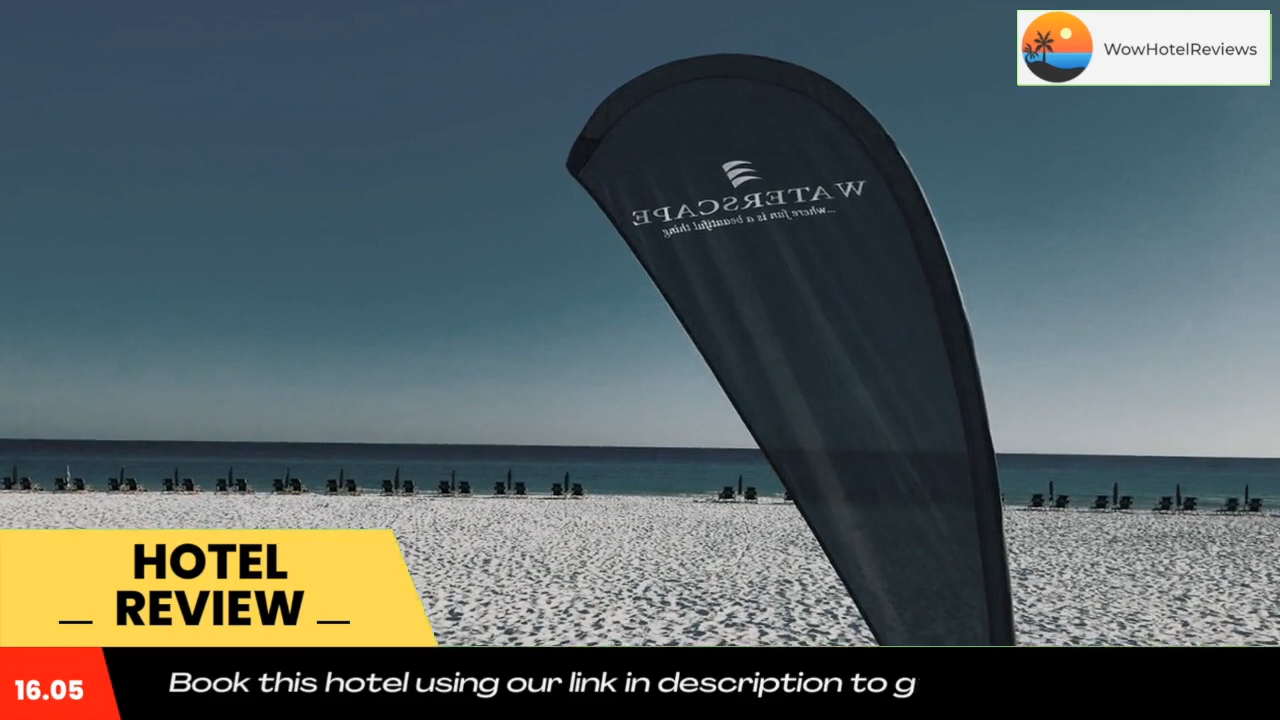 WowHotelReviews
WATERSCAPE
...where fun is a beautiful thing
HOTEL
REVIEW
16.05
Book this hotel using our link in description to g